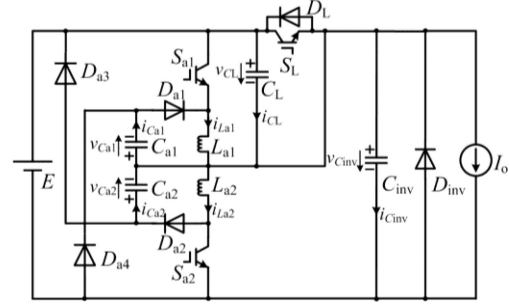 D_L
S_a1
v_CL
S_L
D_a3
C_L
D_a1
i_CL
i_Ca1
i_La1
v_Ca1
C_a1
L_a1
v_Cinv
E
v_Ca2
C_a2
L_a2
C_inv
D_inv
I_o
i_Ca2
i_La2
i_Cinv
D_a2
D_a4
S_a2